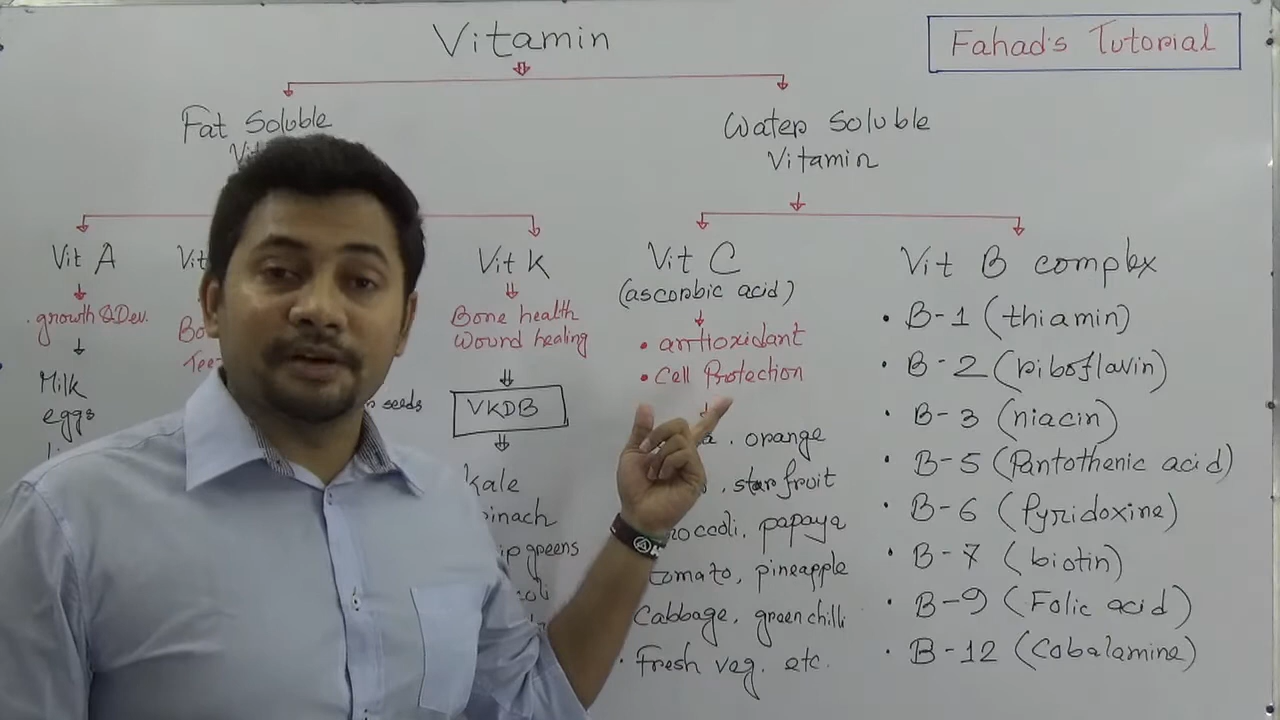 Vitamin
Fahad's Tutorial
Fat Soluble
Water Soluble
Vitamin
Vit A
growth & Dev.
Milk
eggs
Vit
seeds
Vit K
Bone health
Wound healing
VKDB
kale
Vit C
(ascorbic acid)
• antioxidant
• Cell Protection
. orange
, star fruit
, papaya
tomato, pineapple
Cabbage, green chilli
• Fresh veg. etc.
Vit B complex
• B-1 (thiamin)
• B-2 (riboflavin)
• B-3 (niacin)
• B-5 (Pantothenic acid)
• B-6 (Pyridoxine)
• B-7 (biotin)
• B-9 (Folic acid)
• B-12 (Cobalamine)